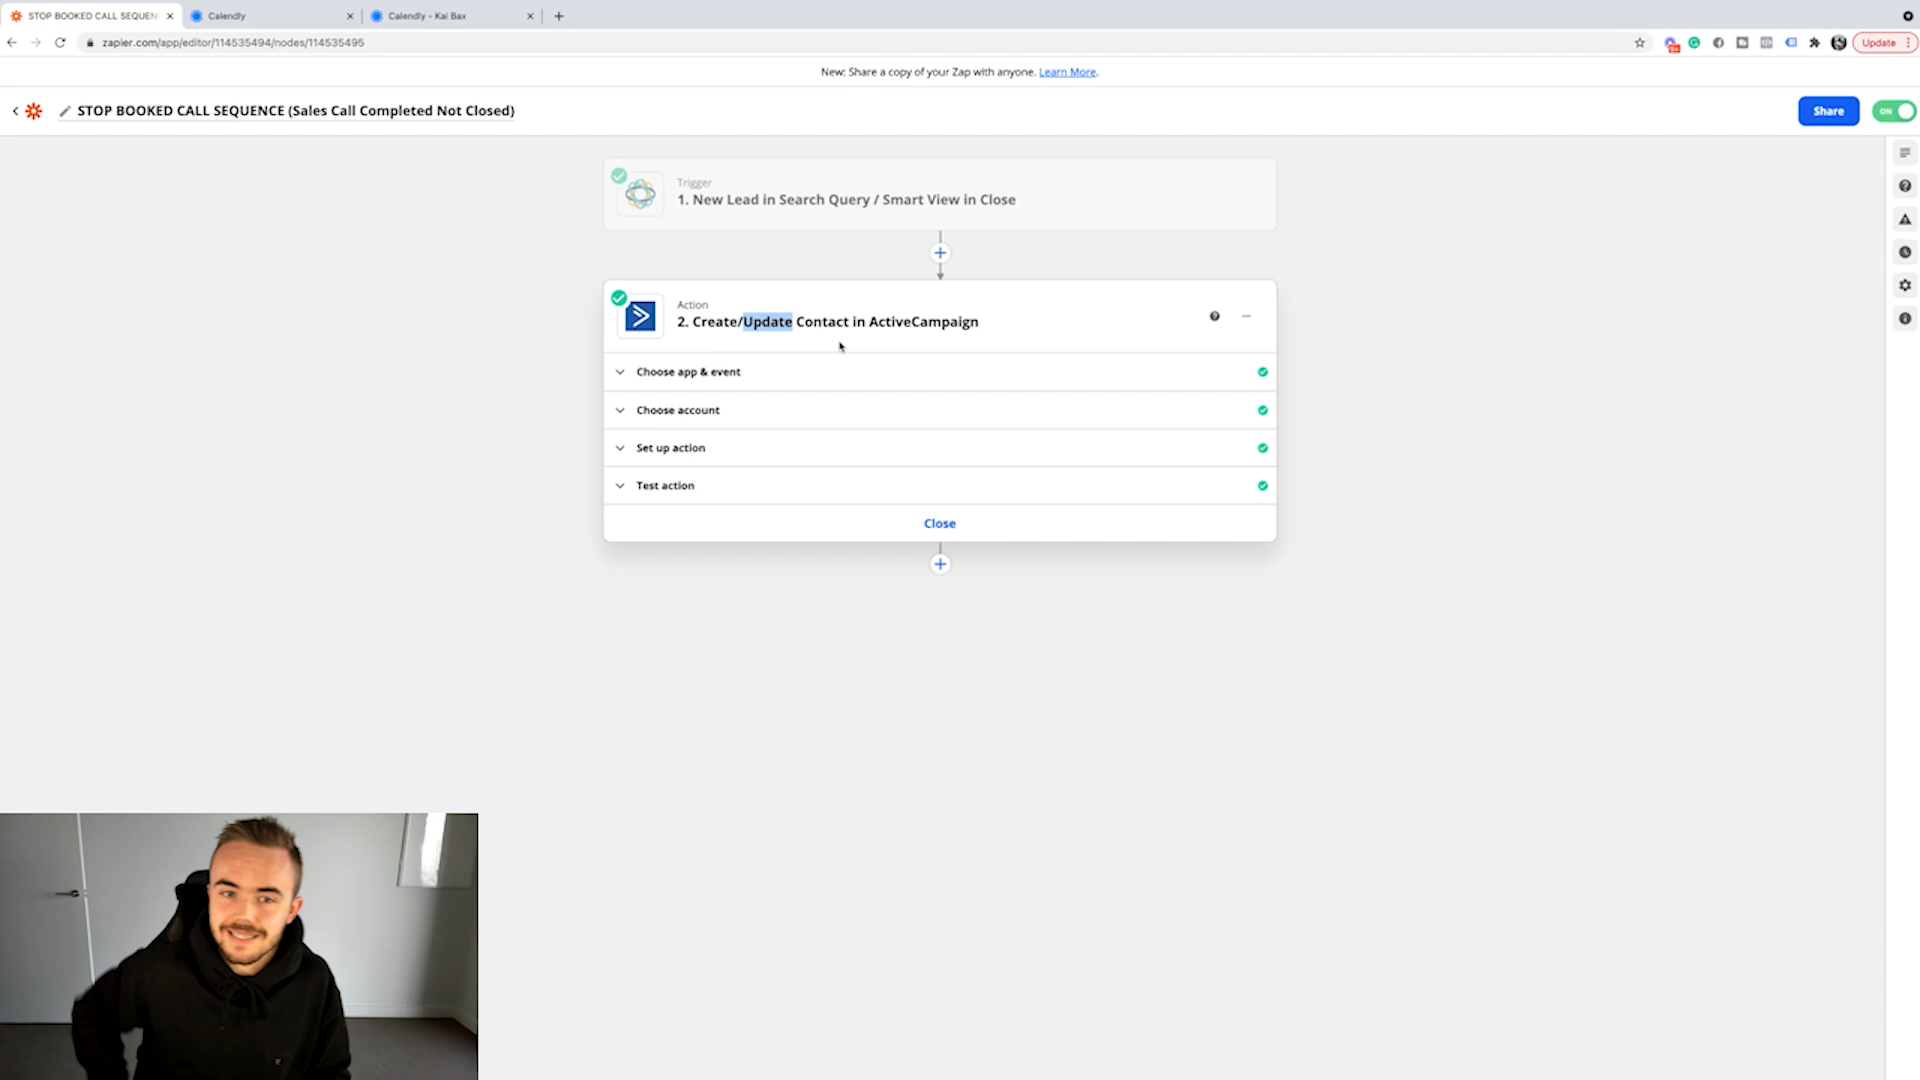 STOP BOOKED CALL SEQUEN
Calendly
Calendly - Kai Bax
zapier.com/app/editor/114535494/nodes/114535495
Update
New: Share a copy of your Zap with anyone. Learn More.
STOP BOOKED CALL SEQUENCE (Sales Call Completed Not Closed)
Share
ON
Trigger
1. New Lead in Search Query / Smart View in Close
Action
2. Create/Update Contact in ActiveCampaign
Choose app & event
Choose account
Set up action
Test action
Close